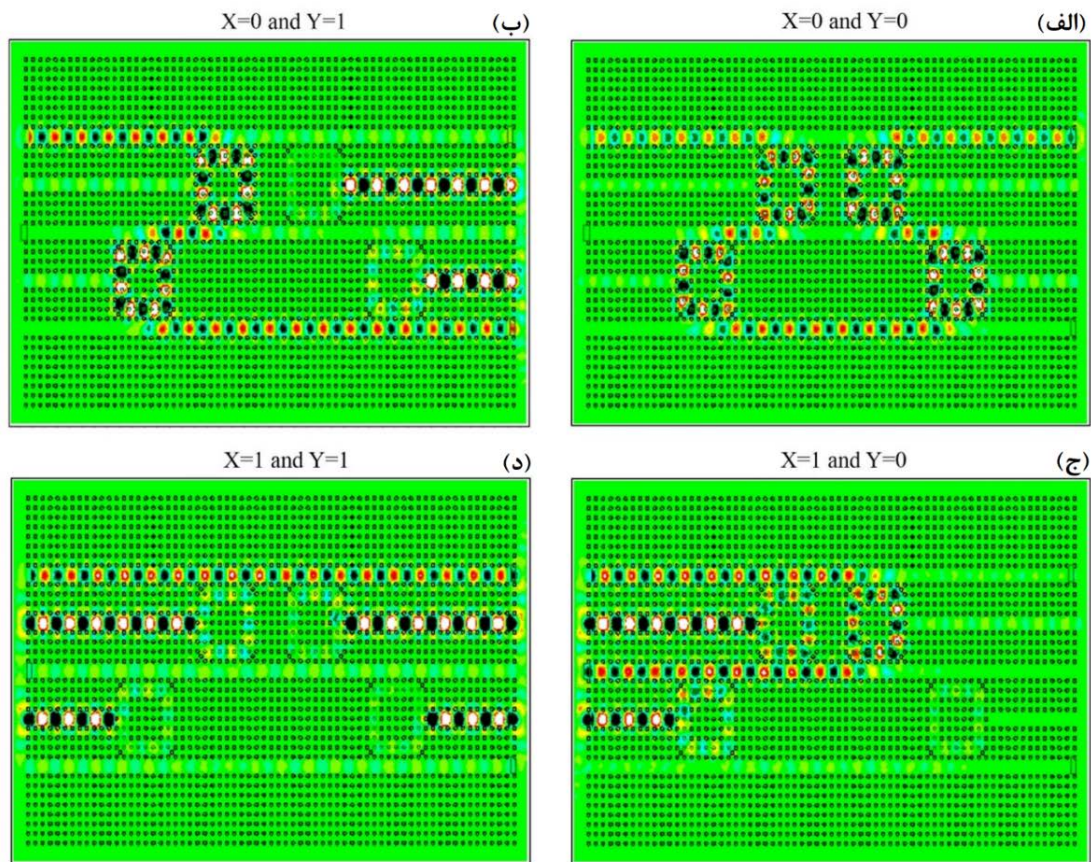 (الف) X=0 and Y=0
(ب) X=0 and Y=1
(ج) X=1 and Y=0
(د) X=1 and Y=1